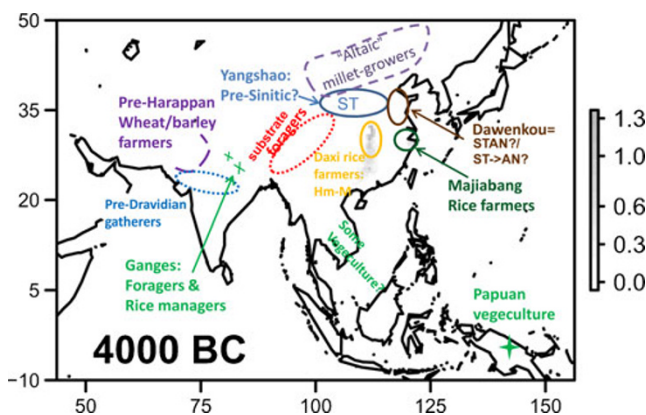 50
35
20
5
−10
50
75
100
125
150
1.3
1.0
0.6
0.3
0.0
"Altaic"
millet-growers
Yangshao:
Pre-Sinitic?
ST
Pre-Harappan
Wheat/barley
farmers
substrate
foragers
Dawenkou=
STAN?/
ST->AN?
Daxi rice
farmers:
Hm-M
Majiabang
Rice farmers
Pre-Dravidian
gatherers
Ganges:
Foragers &
Rice managers
Some
Vegeculture?
Papuan
vegeculture
4000 BC